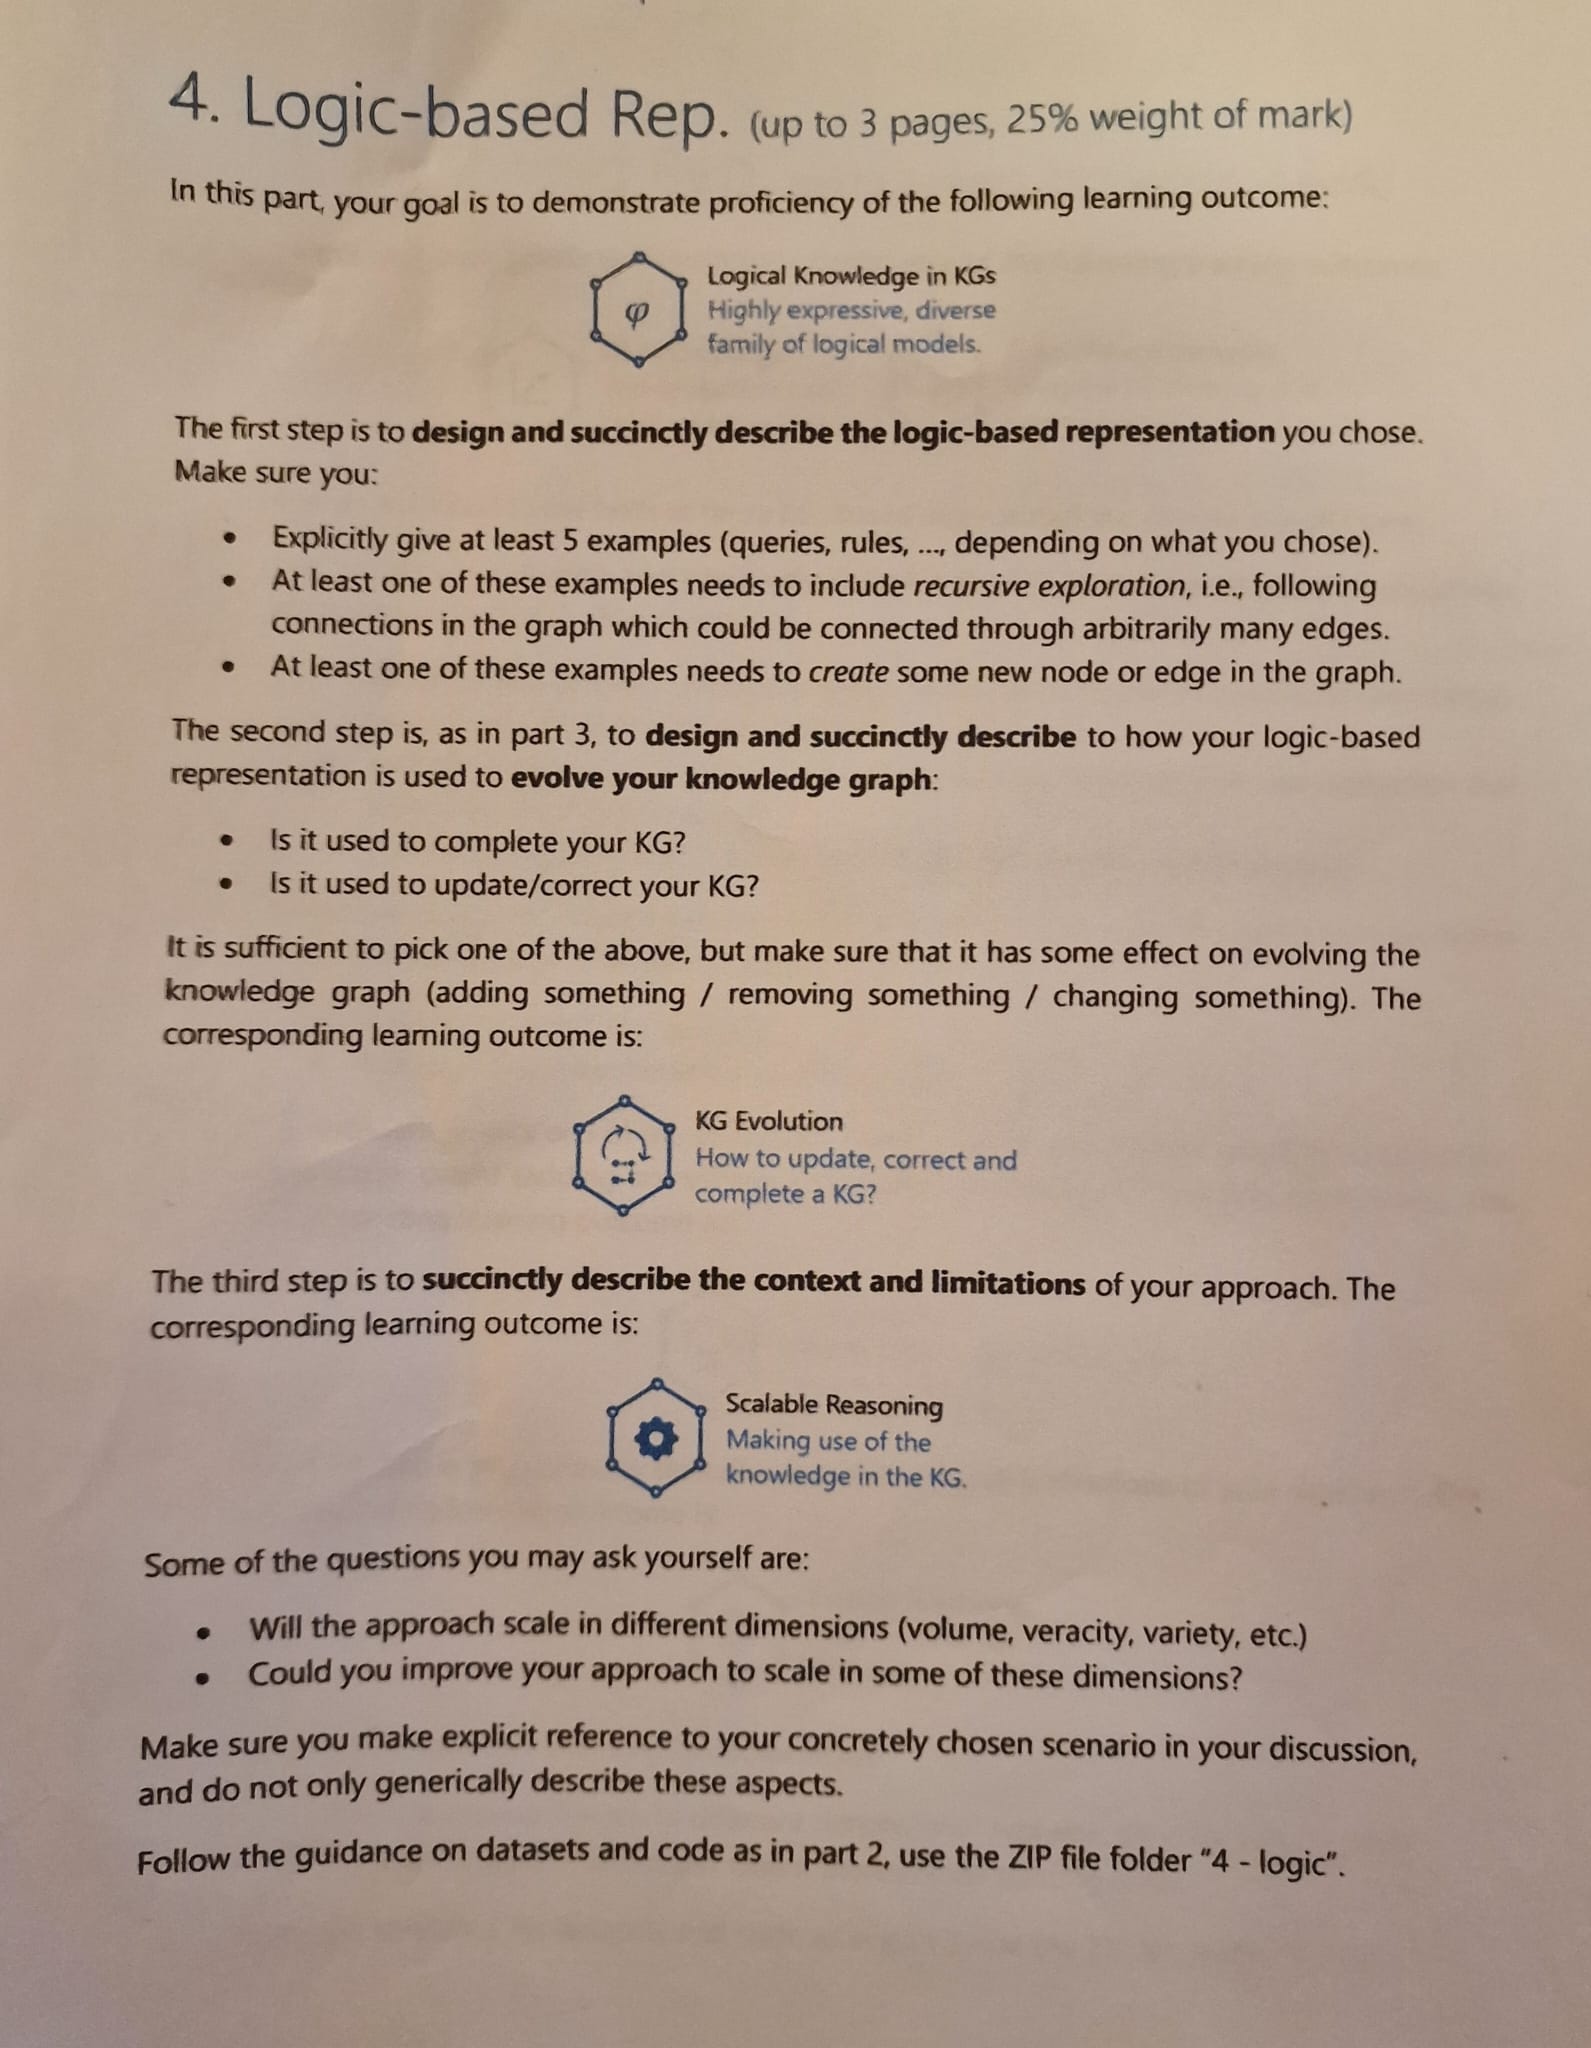 4. Logic-based Rep. (up to 3 pages, 25% weight of mark)
In this part, your goal is to demonstrate proficiency of the following learning outcome:
φ
Logical Knowledge in KGs
Highly expressive, diverse
family of logical models.
The first step is to design and succinctly describe the logic-based representation you chose.
Make sure you:
• Explicitly give at least 5 examples (queries, rules, ..., depending on what you chose).
• At least one of these examples needs to include recursive exploration, i.e., following
connections in the graph which could be connected through arbitrarily many edges.
• At least one of these examples needs to create some new node or edge in the graph.
The second step is, as in part 3, to design and succinctly describe to how your logic-based
representation is used to evolve your knowledge graph:
• Is it used to complete your KG?
• Is it used to update/correct your KG?
It is sufficient to pick one of the above, but make sure that it has some effect on evolving the
knowledge graph (adding something / removing something / changing something). The
corresponding learning outcome is:
KG Evolution
How to update, correct and
complete a KG?
The third step is to succinctly describe the context and limitations of your approach. The
corresponding learning outcome is:
Scalable Reasoning
Making use of the
knowledge in the KG.
Some of the questions you may ask yourself are:
• Will the approach scale in different dimensions (volume, veracity, variety, etc.)
• Could you improve your approach to scale in some of these dimensions?
Make sure you make explicit reference to your concretely chosen scenario in your discussion,
and do not only generically describe these aspects.
Follow the guidance on datasets and code as in part 2, use the ZIP file folder "4 - logic".